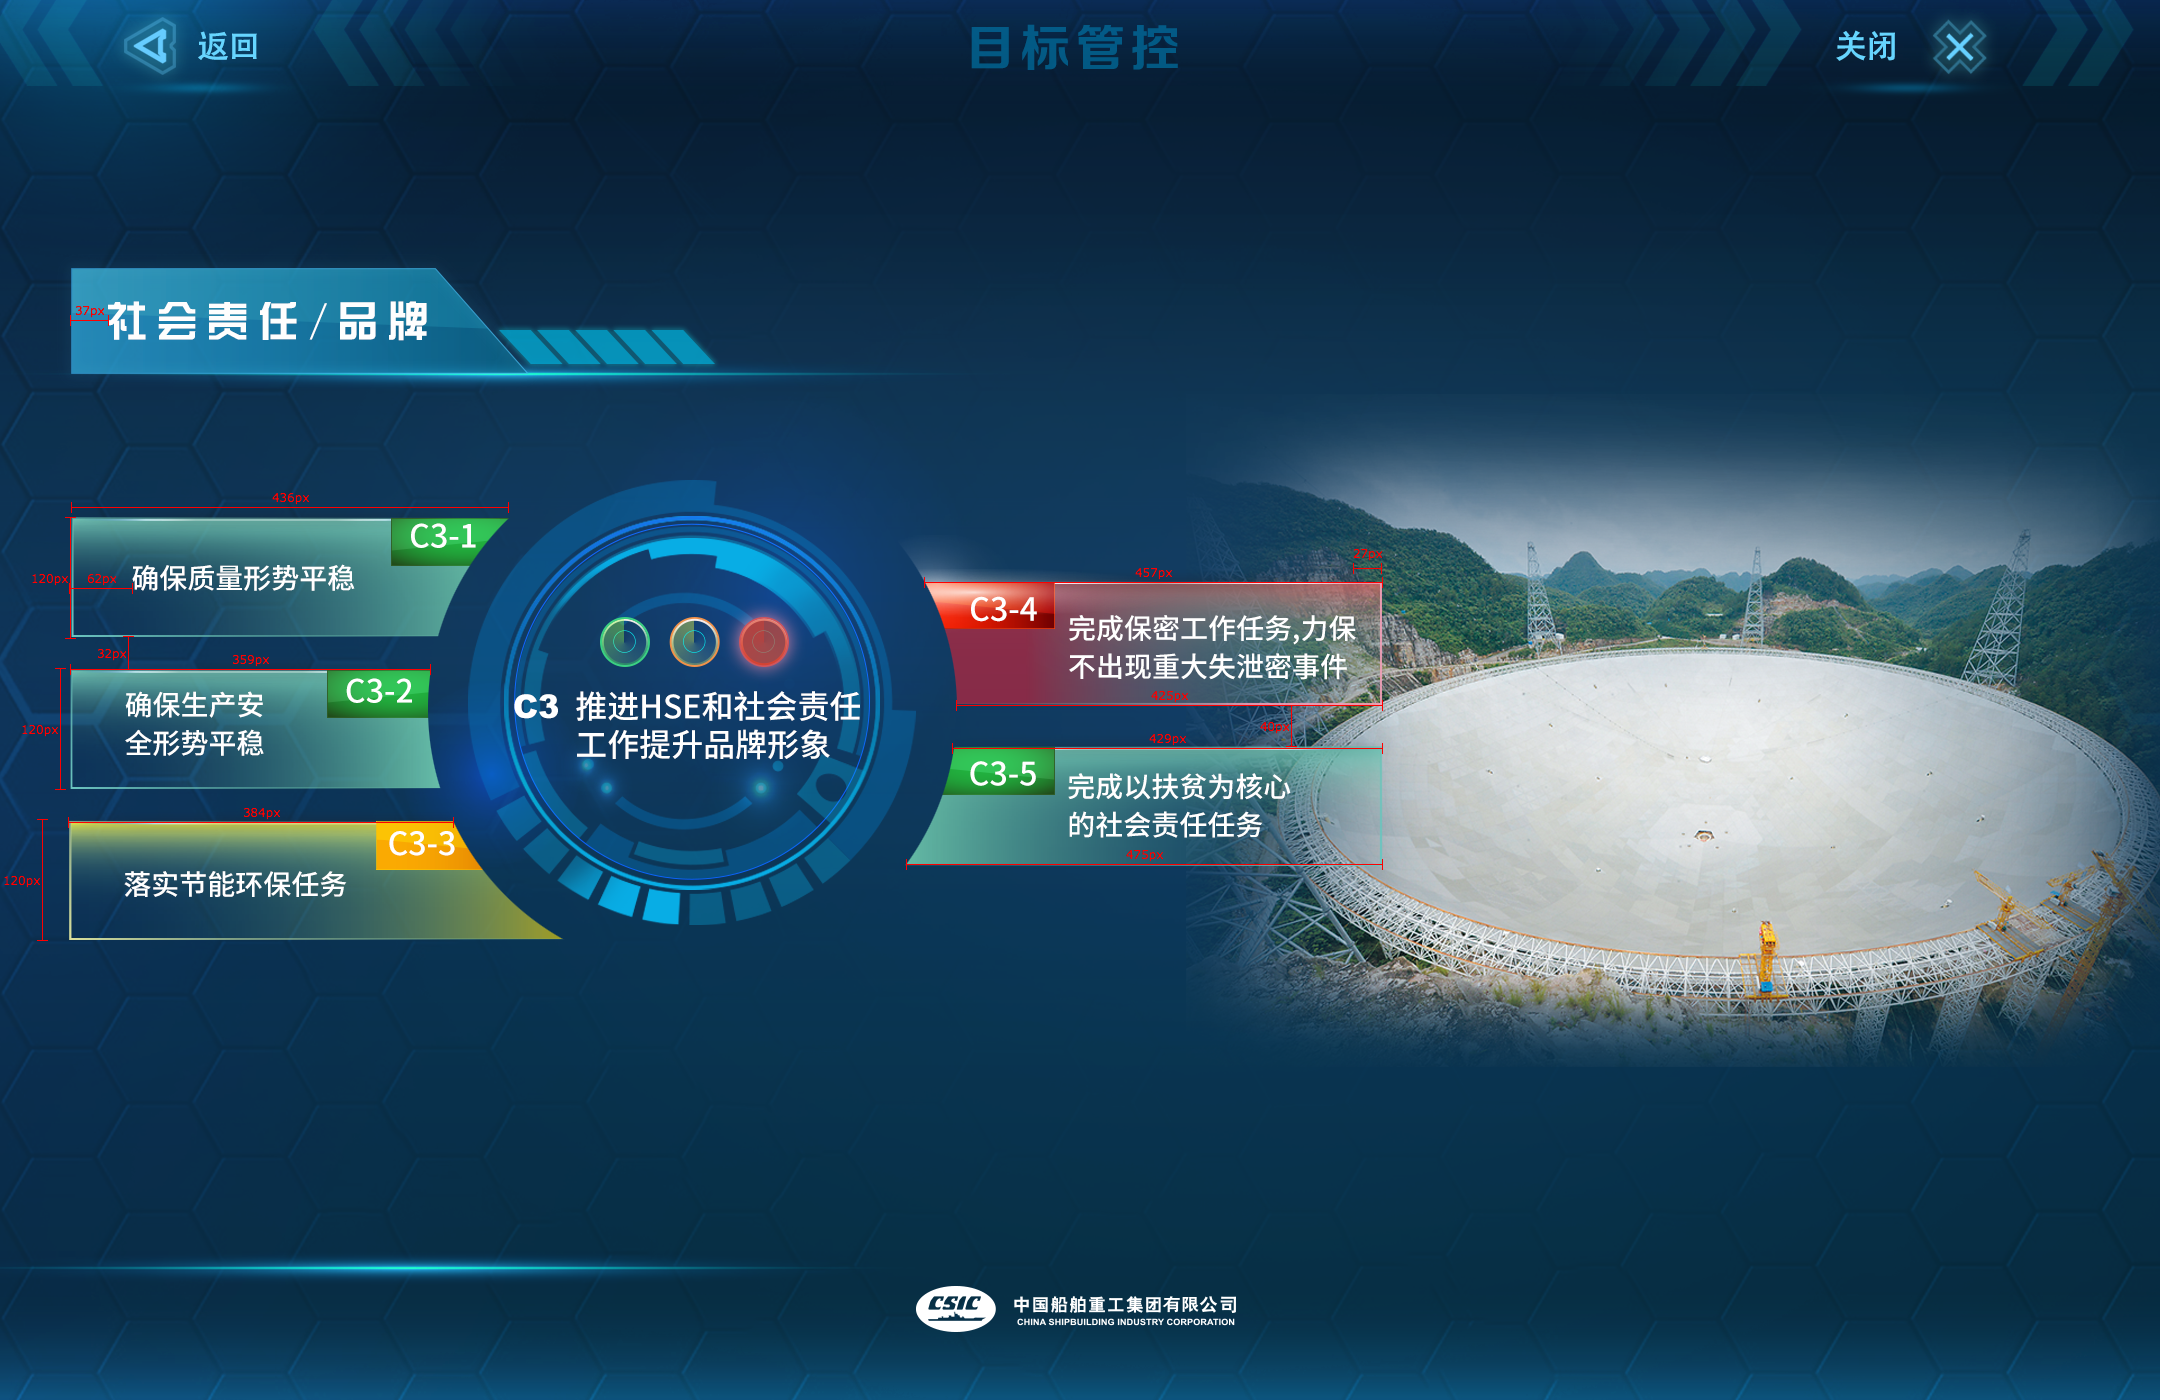 返回
目标管控
关闭
37px
社会责任/品牌
436px
C3-1
120px
62px
确保质量形势平稳
32px
359px
C3-2
120px
确保生产安
全形势平稳
384px
C3-3
120px
落实节能环保任务
C3 推进HSE和社会责任
工作提升品牌形象
457px
C3-4
完成保密工作任务,力保
不出现重大失泄密事件
429px
C3-5
完成以扶贫为核心
的社会责任任务
CSIC
中国船舶重工集团有限公司
CHINA SHIPBUILDING INDUSTRY CORPORATION